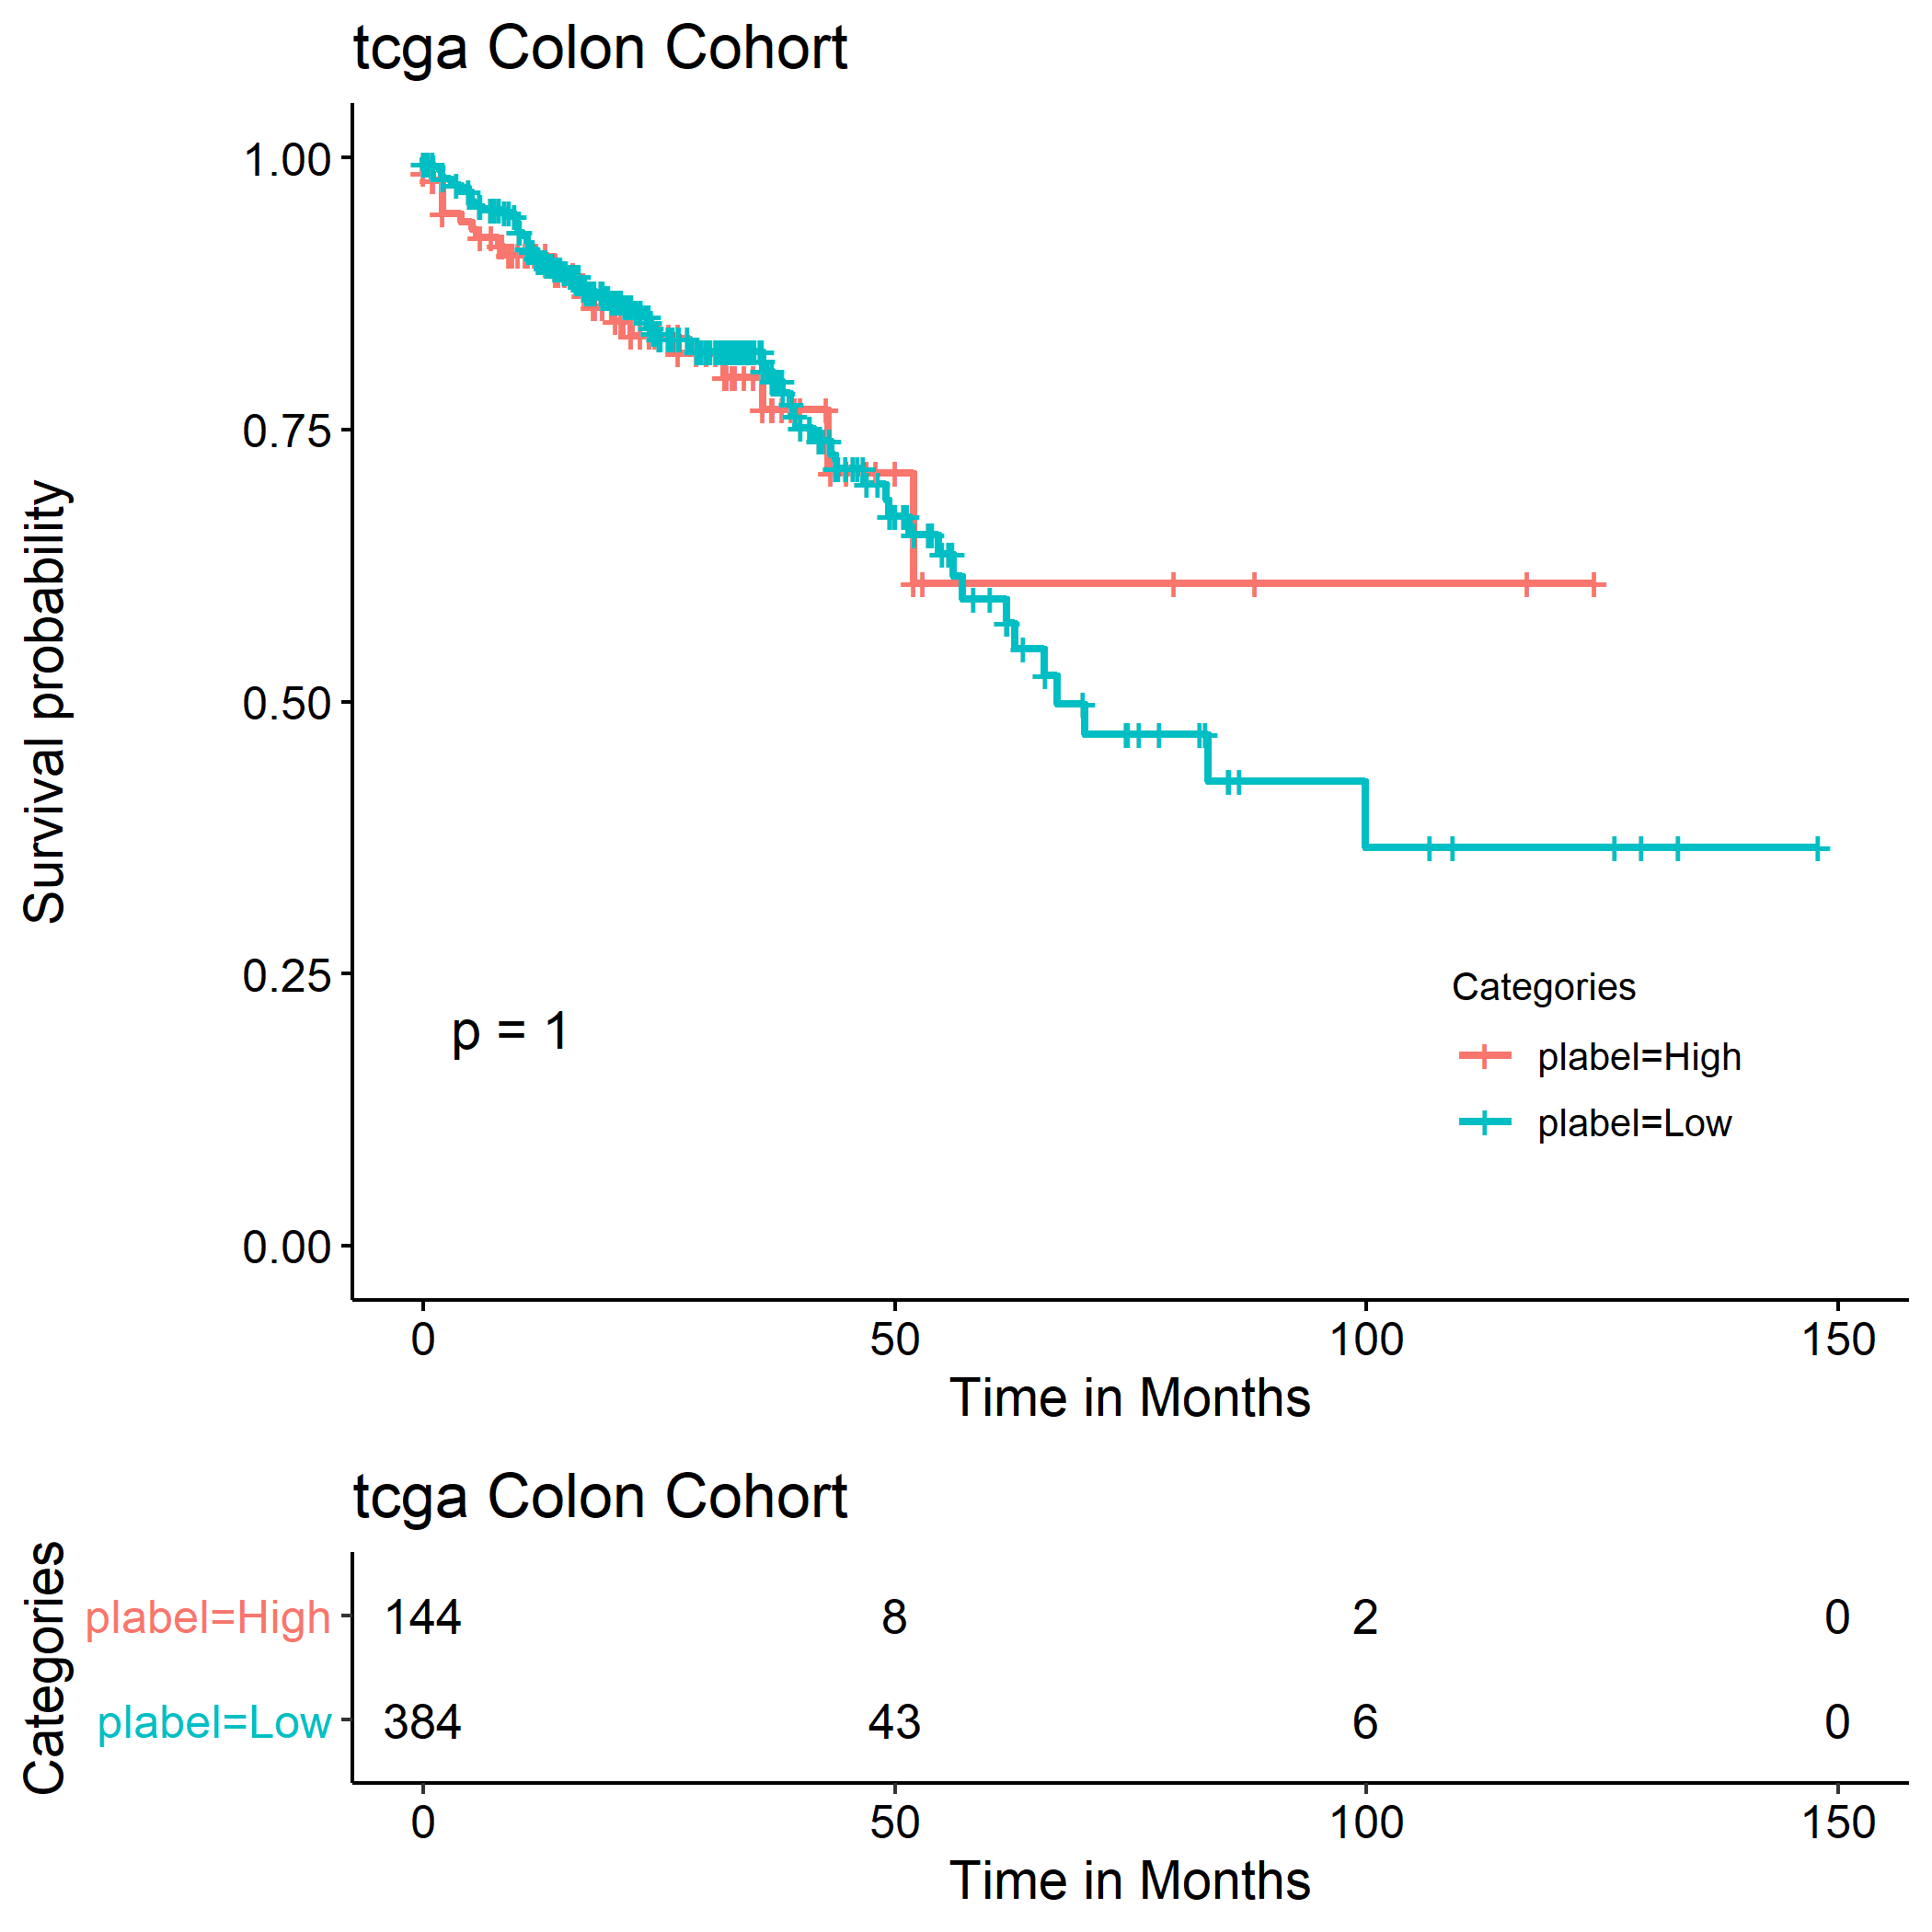 tcga Colon Cohort
Survival probability
1.00
0.75
0.50
0.25
0.00
p = 1
Categories
plabel=High
plabel=Low
0 50 100 150
Time in Months
tcga Colon Cohort
Categories
plabel=High 144 8 2 0
plabel=Low 384 43 6 0
0 50 100 150
Time in Months